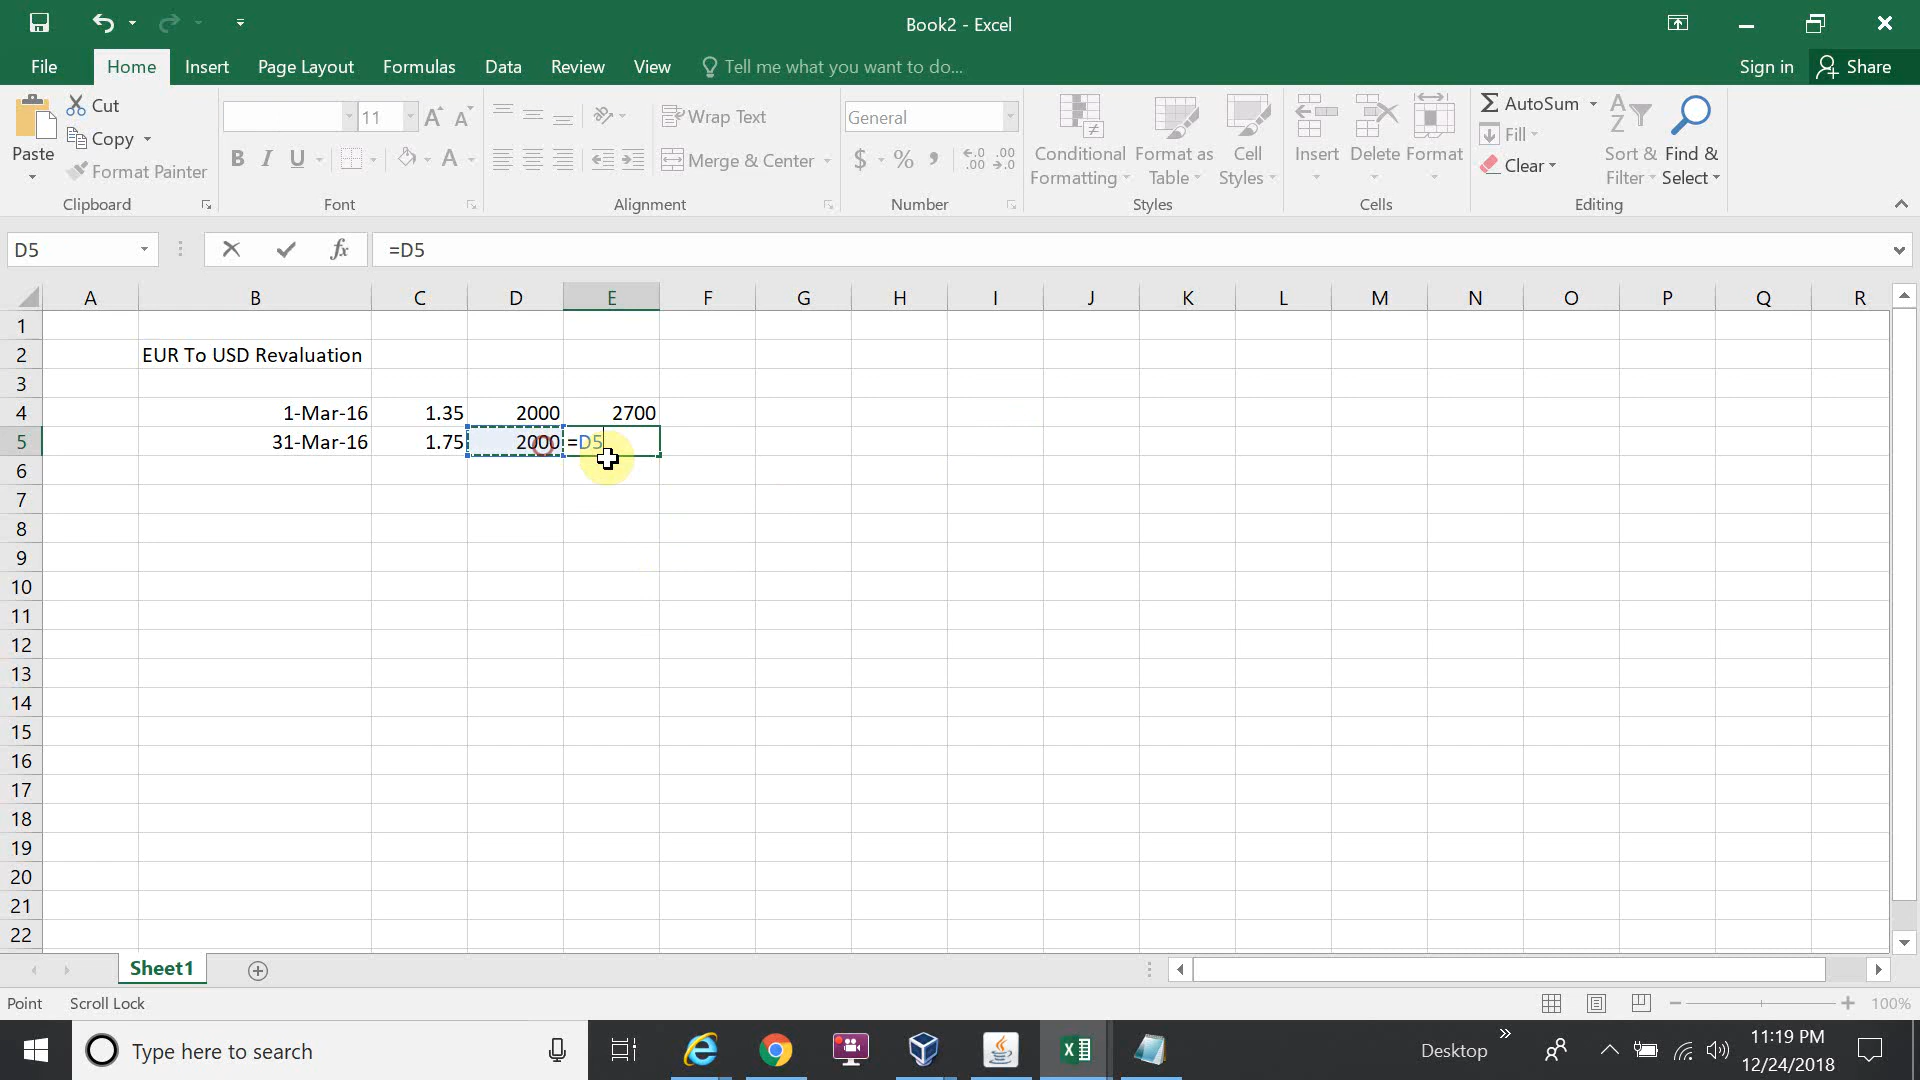 Book2 - Excel
File Home Insert Page Layout Formulas Data Review View Tell me what you want to do... Sign in Share
Cut
Copy
Format Painter
Paste
Clipboard
11
B I U A
Font
Wrap Text
Merge & Center
Alignment
General
$ % ,
Number
Conditional Formatting
Format as Table
Cell Styles
Styles
Insert Delete Format
Cells
AutoSum
Fill
Clear
Sort & Filter
Find & Select
Editing
D5 fx =D5
A B C D E F G H I J K L M N O P Q R
1
2 EUR To USD Revaluation
3
4 1-Mar-16 1.35 2000 2700
5 31-Mar-16 1.75 2000 =D5
6
7
8
9
10
11
12
13
14
15
16
17
18
19
20
21
22
Sheet1
Point Scroll Lock 100%
Type here to search Desktop 11:19 PM
12/24/2018